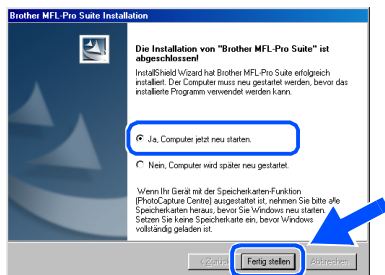 Brother MFL-Pro Suite Installation
Die Installation von "Brother MFL-Pro Suite" ist
abgeschlossen!
InstallShield Wizard hat Brother MFL-Pro Suite erfolgreich
installiert. Der Computer muss neu gestartet werden, bevor das
installierte Programm verwendet werden kann.
Ja, Computer jetzt neu starten.
Nein, Computer wird später neu gestartet.
Wenn Ihr Gerät mit der Speicherkarten-Funktion
(PhotoCapture Centre) ausgestattet ist, nehmen Sie bitte alle
Speicherkarten heraus, bevor Sie Windows neu starten.
Setzen Sie keine Speicherkarte ein, bevor Windows
vollständig geladen ist.
Fertig stellen Abbrechen